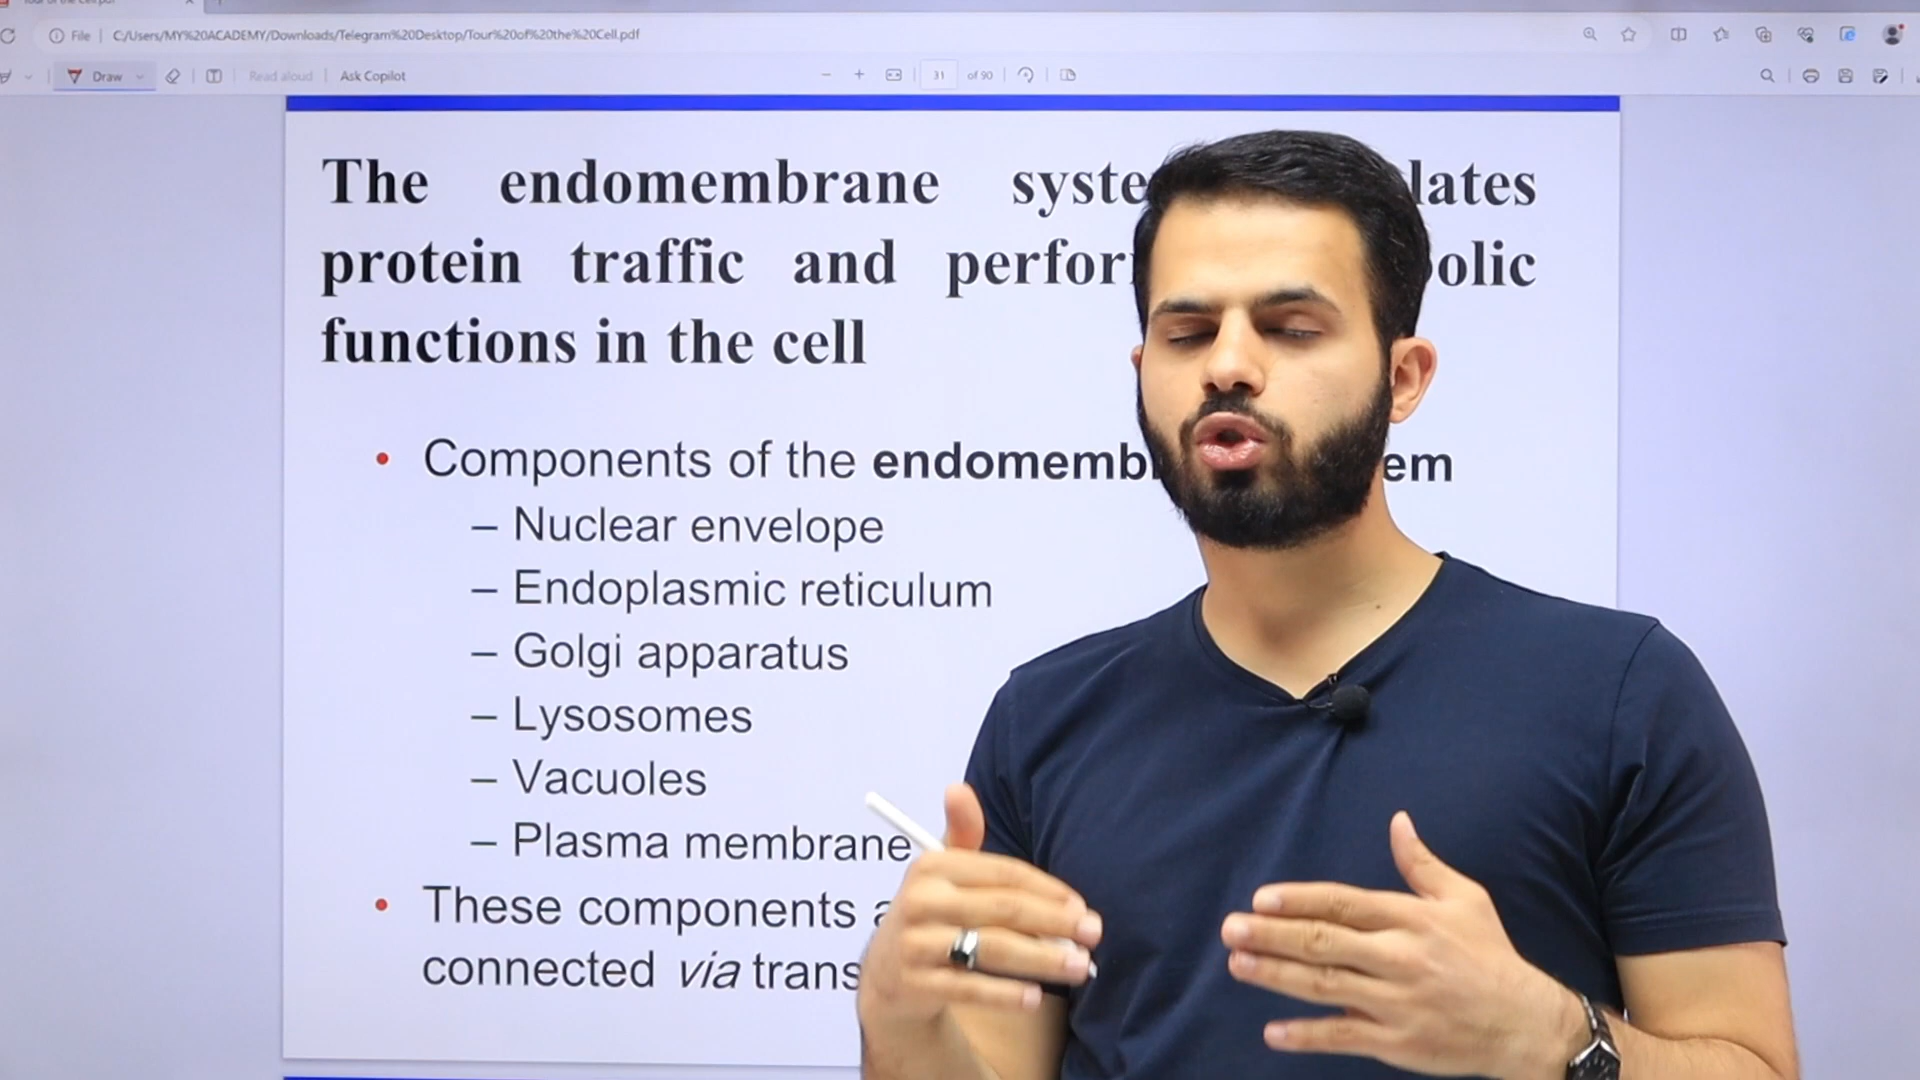 File | C:/Users/MY%20ACADEMY/Downloads/Telegram%20Desktop/Tour%20of%20the%20Cell.pdf
Draw | Read aloud | Ask Copilot 31 of 90
The endomembrane syste lates
protein traffic and perfor olic
functions in the cell
• Components of the endomemb em
– Nuclear envelope
– Endoplasmic reticulum
– Golgi apparatus
– Lysosomes
– Vacuoles
– Plasma membrane
• These components a
connected via trans